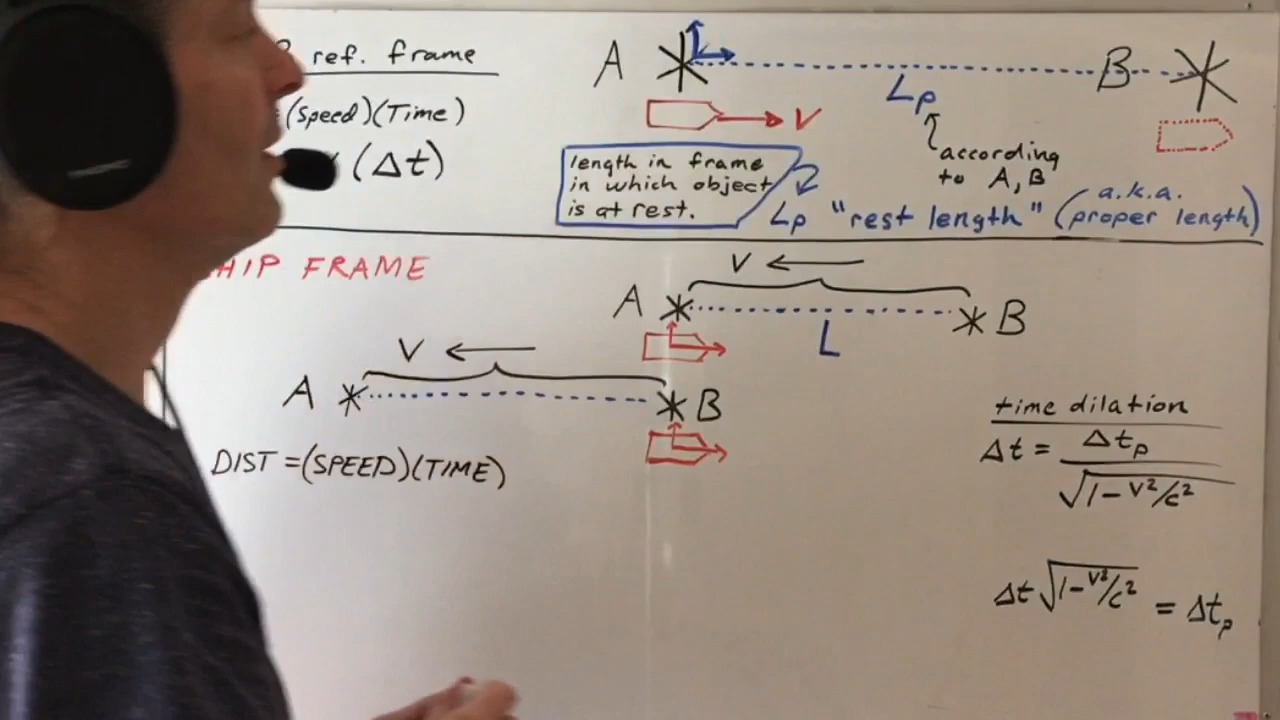 ref. frame
(Speed)(Time)
(Δt)
A
B
Lp
V
according
to A, B
length in frame
in which object
is at rest.
Lp "rest length" (a.k.a. proper length)
HIP FRAME
V
A
B
L
V
A
B
DIST = (SPEED)(TIME)
time dilation
Δt = Δtp / √1 - v²/c²
Δt √1 - v²/c² = Δtp